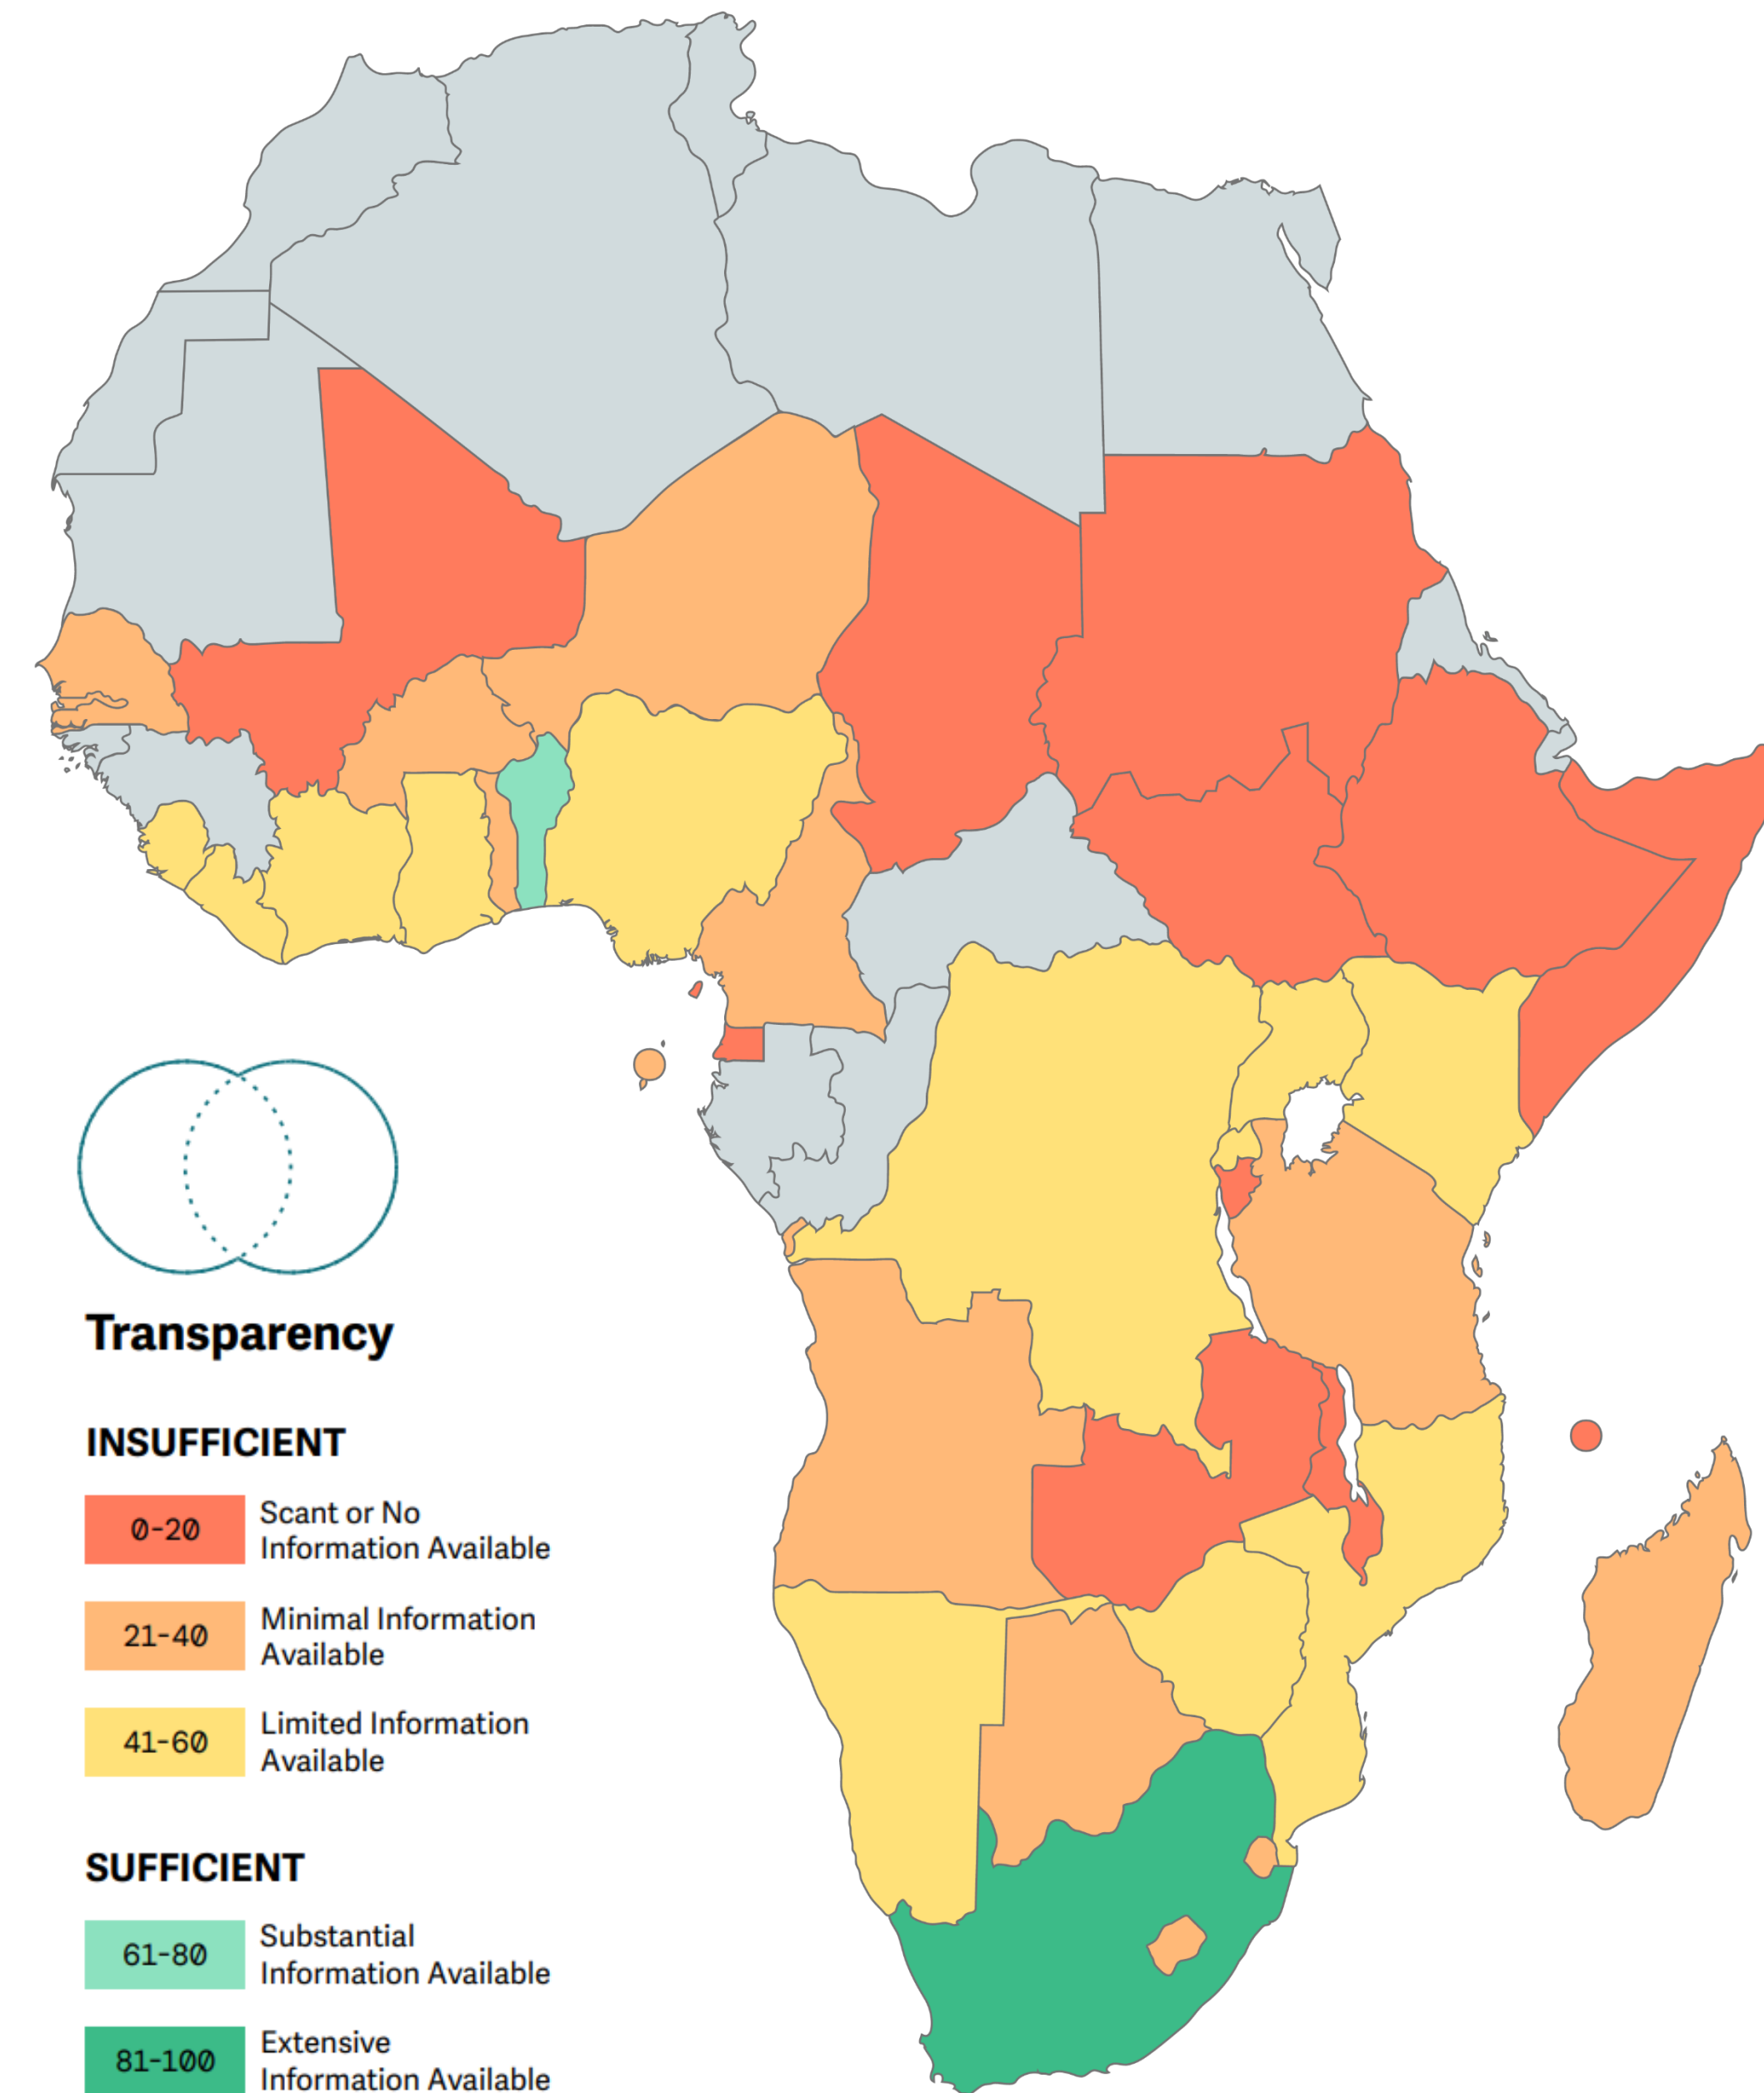 Transparency
INSUFFICIENT
0-20
Scant or No
Information Available
21-40
Minimal Information
Available
41-60
Limited Information
Available
SUFFICIENT
61-80
Substantial
Information Available
81-100
Extensive
Information Available